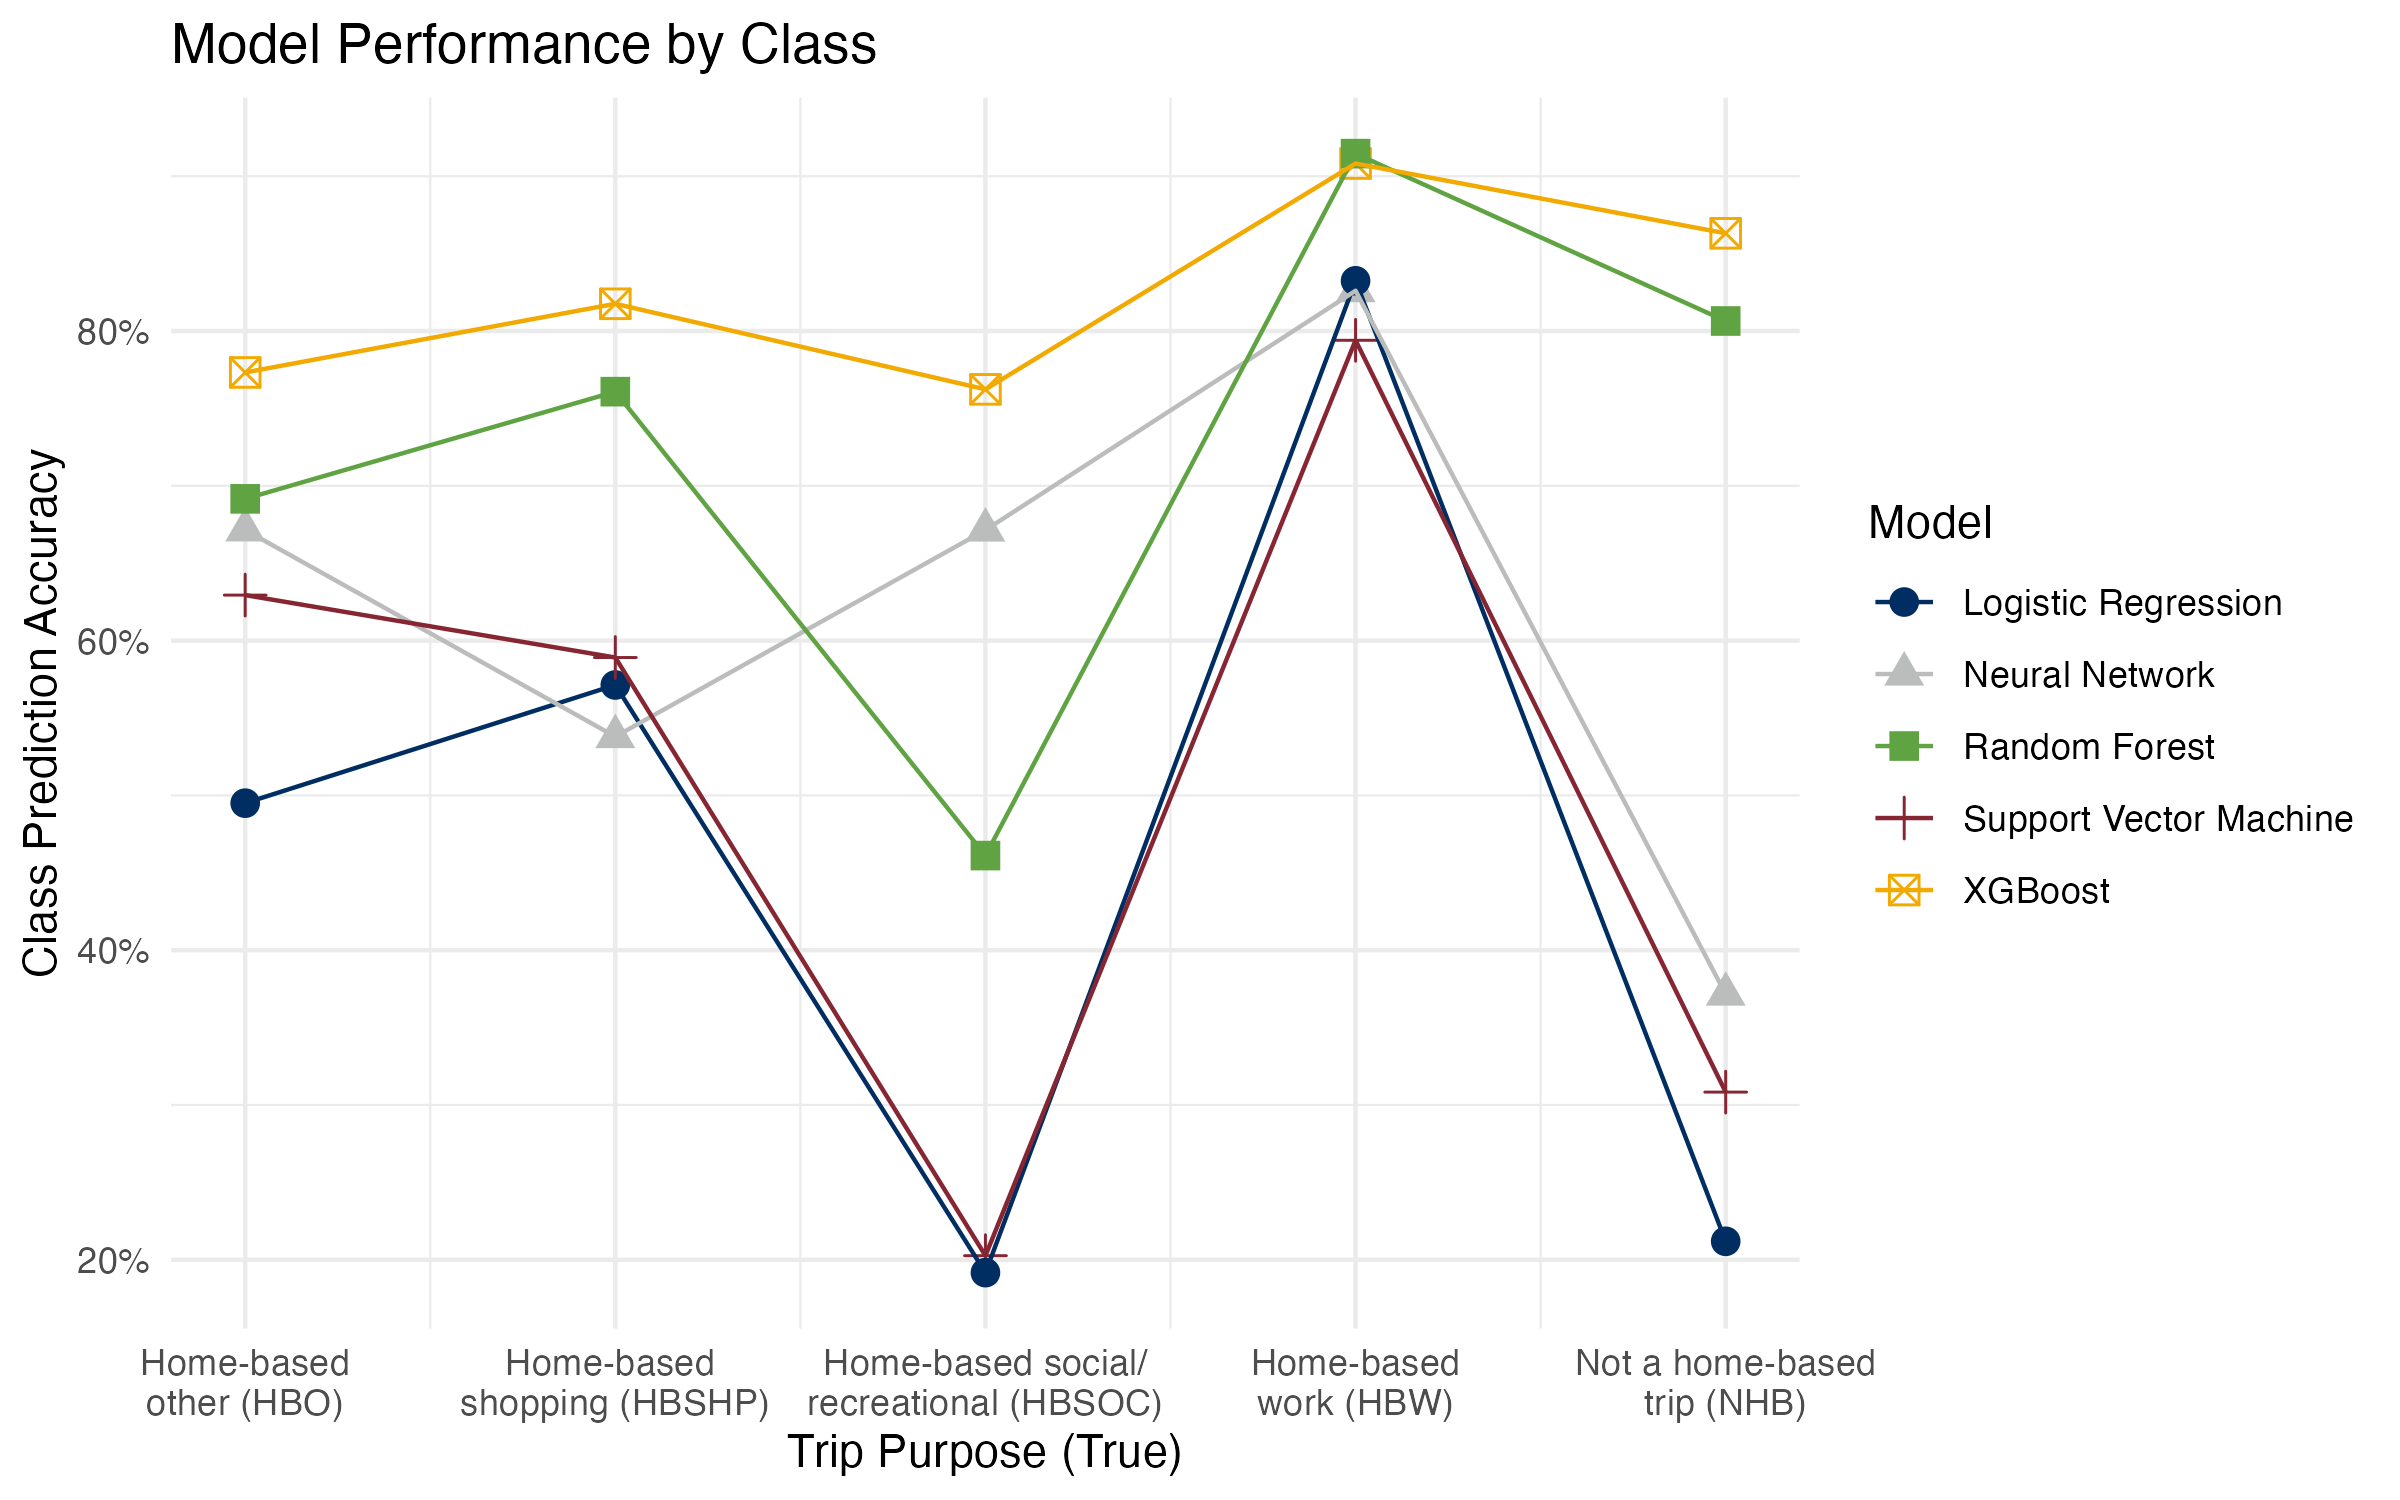 Model Performance by Class
Class Prediction Accuracy
80%
60%
40%
20%
Home-based
other (HBO)
Home-based
shopping (HBSHP)
Home-based social/
recreational (HBSOC)
Home-based
work (HBW)
Not a home-based
trip (NHB)
Trip Purpose (True)
Model
Logistic Regression
Neural Network
Random Forest
Support Vector Machine
XGBoost